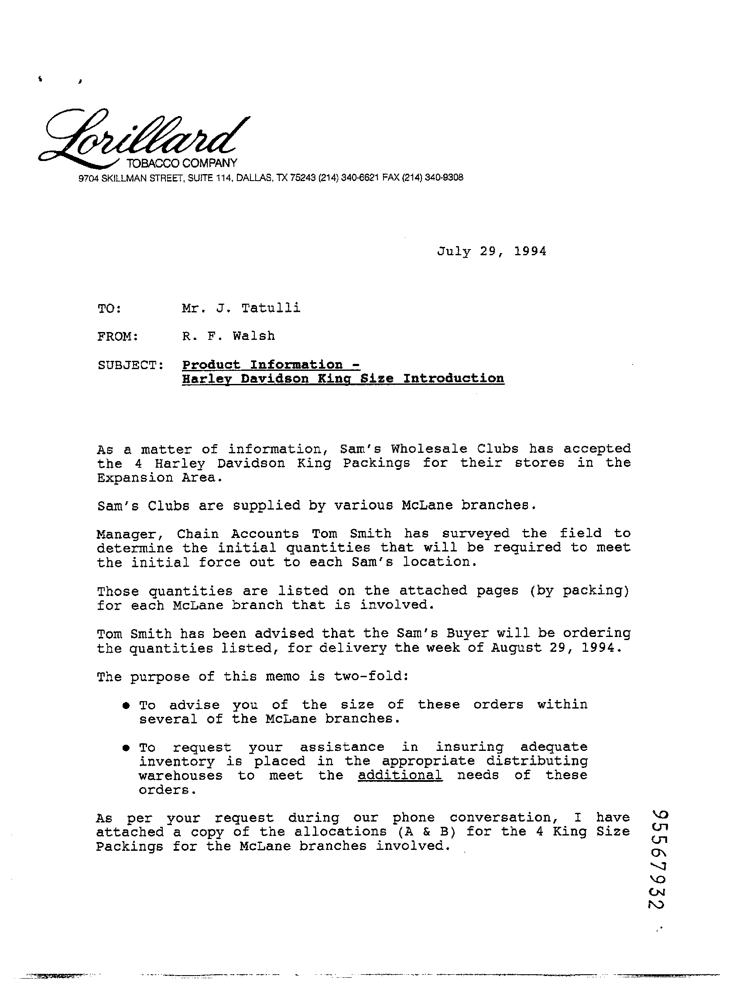 Lorillard
TOBACCO COMPANY
9704 SKILLMAN STREET, SUITE 114, DALLAS, TX 75243 (214) 340-6621 FAX (214) 340-9308
July 29, 1994
TO: Mr. J. Tatulli
FROM: R. F. Walsh
SUBJECT: Product Information -
Harley Davidson King Size Introduction
As a matter of information, Sam's Wholesale Clubs has accepted
the 4 Harley Davidson King Packings for their stores in the
Expansion Area.
Sam's Clubs are supplied by various McLane branches.
Manager, Chain Accounts Tom Smith has surveyed the field to
determine the initial quantities that will be required to meet
the initial force out to each Sam's location.
Those quantities are listed on the attached pages (by packing)
for each McLane branch that is involved.
Tom Smith has been advised that the Sam's Buyer will be ordering
the quantities listed, for delivery the week of August 29, 1994.
The purpose of this memo is two-fold:
● To advise you of the size of these orders within
several of the McLane branches.
● To request your assistance in insuring adequate
inventory is placed in the appropriate distributing
warehouses to meet the additional needs of these
orders.
As per your request during our phone conversation, I have
attached a copy of the allocations (A & B) for the 4 King Size
Packings for the McLane branches involved.
95567932